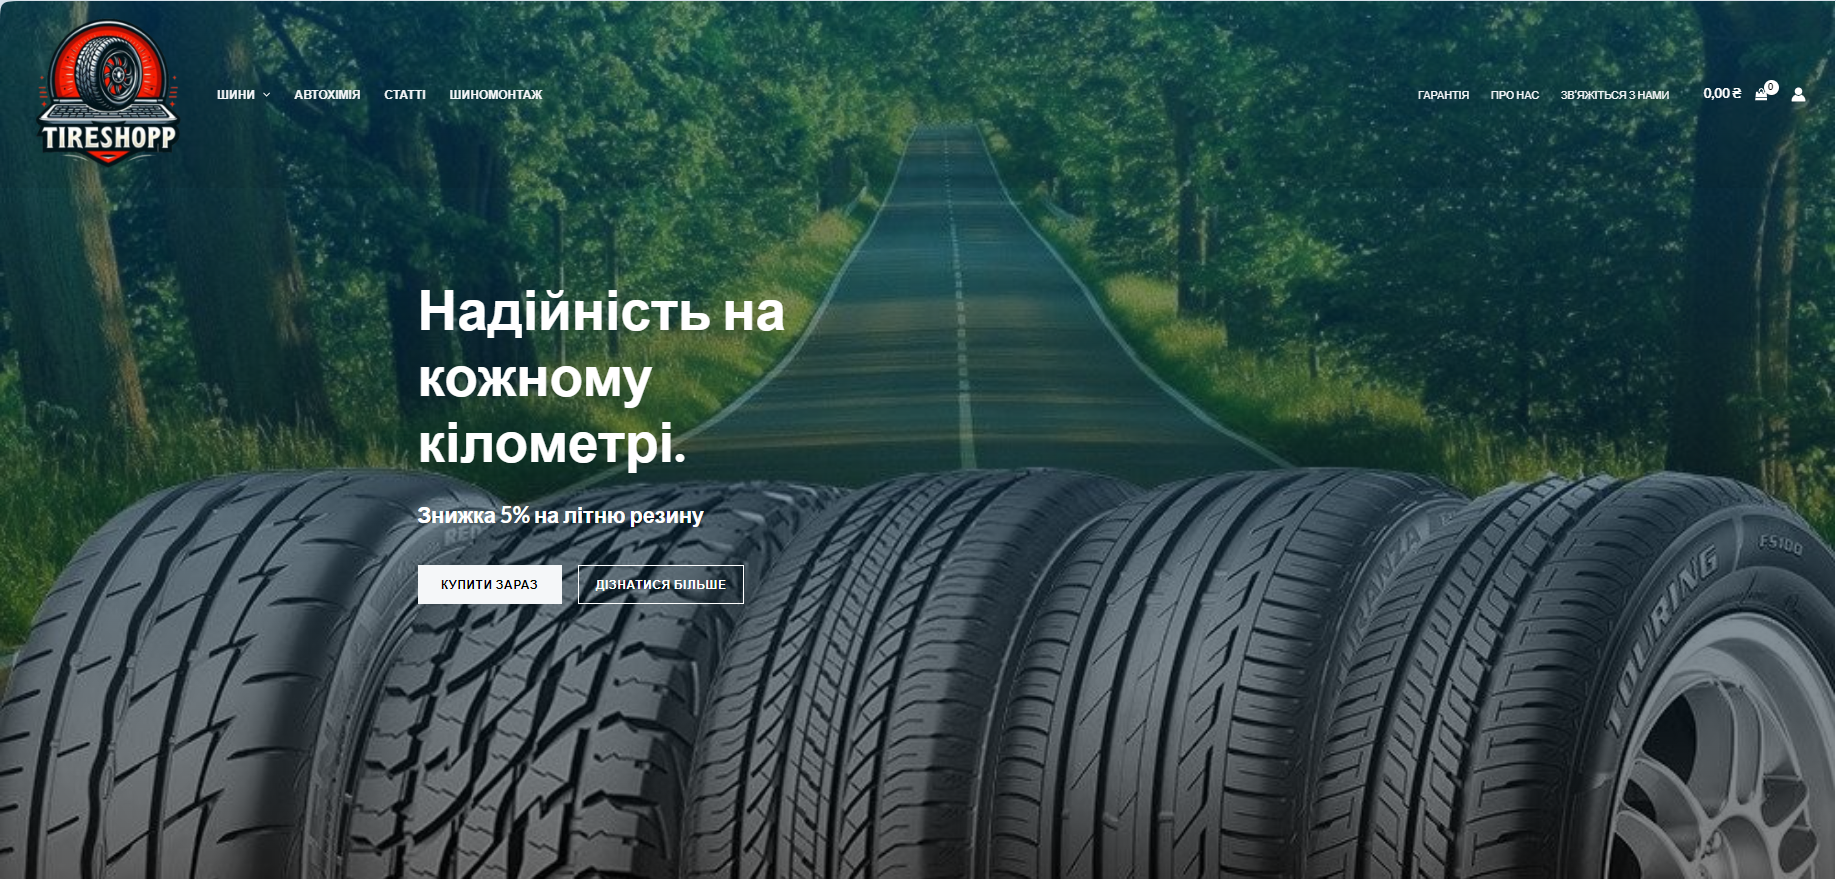 TIRESHOPP
ШИНИ
АВТОХІМІЯ
СТАТТІ
ШИНОМОНТАЖ
ГАРАНТІЯ
ПРО НАС
ЗВ'ЯЖІТЬСЯ З НАМИ
0,00 ₴
0
Надійність на
кожному
кілометрі.
Знижка 5% на літню резину
КУПИТИ ЗАРАЗ
ДІЗНАТИСЯ БІЛЬШЕ
TOURING
FS100